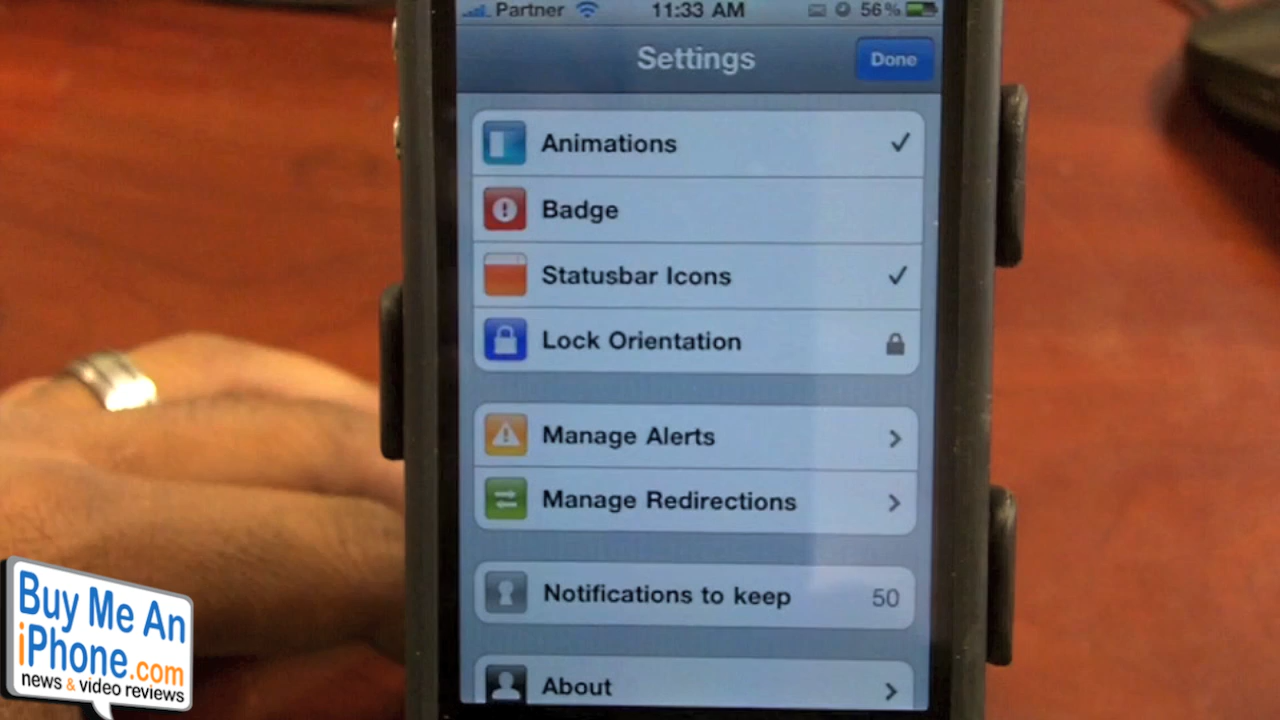 Partner 11:33 AM 56%
Settings Done
Animations
Badge
Statusbar Icons
Lock Orientation
Manage Alerts
Manage Redirections
Notifications to keep 50
About
Buy Me An
iPhone.com
news & video reviews